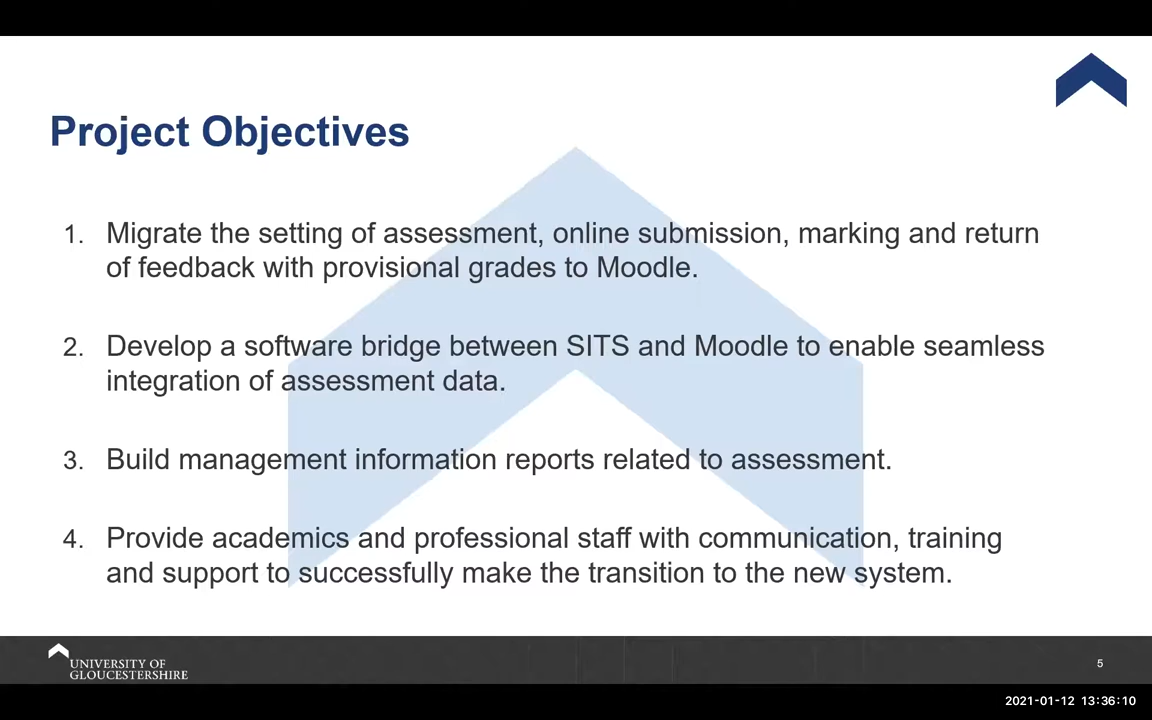 Project Objectives
1. Migrate the setting of assessment, online submission, marking and return
of feedback with provisional grades to Moodle.
2. Develop a software bridge between SITS and Moodle to enable seamless
integration of assessment data.
3. Build management information reports related to assessment.
4. Provide academics and professional staff with communication, training
and support to successfully make the transition to the new system.
UNIVERSITY OF
GLOUCESTERSHIRE
5
2021-01-12 13:36:10